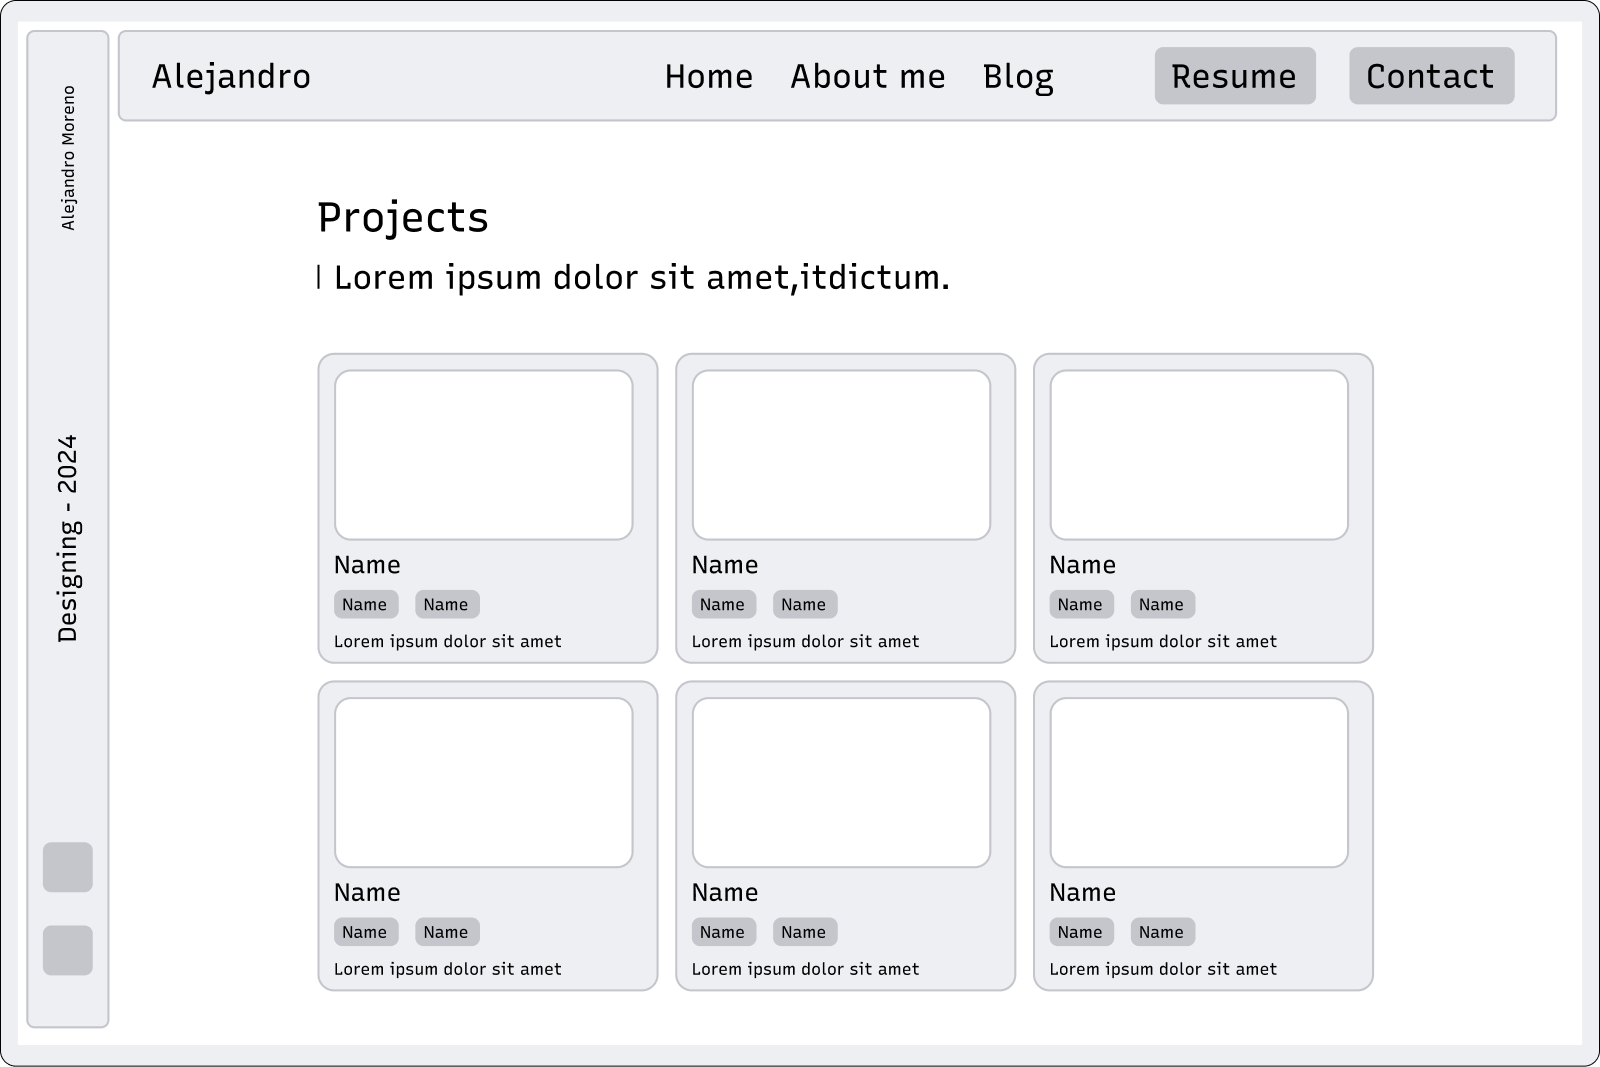 Alejandro Moreno
Designing - 2024
Alejandro
Home
About me
Blog
Resume
Contact
Projects
| Lorem ipsum dolor sit amet,itdictum.
Name
Name Name
Lorem ipsum dolor sit amet
Name
Name Name
Lorem ipsum dolor sit amet
Name
Name Name
Lorem ipsum dolor sit amet
Name
Name Name
Lorem ipsum dolor sit amet
Name
Name Name
Lorem ipsum dolor sit amet
Name
Name Name
Lorem ipsum dolor sit amet